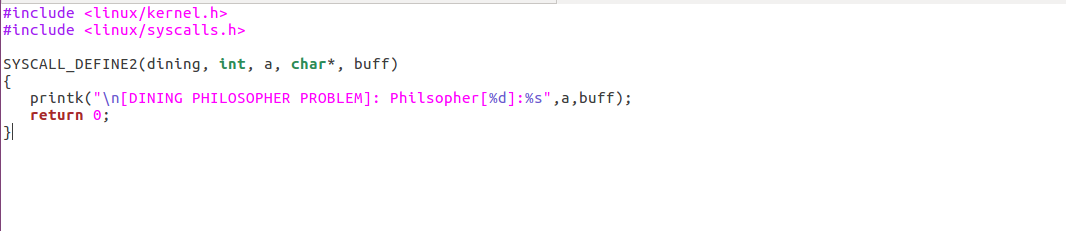 #include <linux/kernel.h>
#include <linux/syscalls.h>
SYSCALL_DEFINE2(dining, int, a, char*, buff)
{
printk("\n[DINING PHILOSOPHER PROBLEM]: Philsopher[%d]:%s",a,buff);
return 0;
}